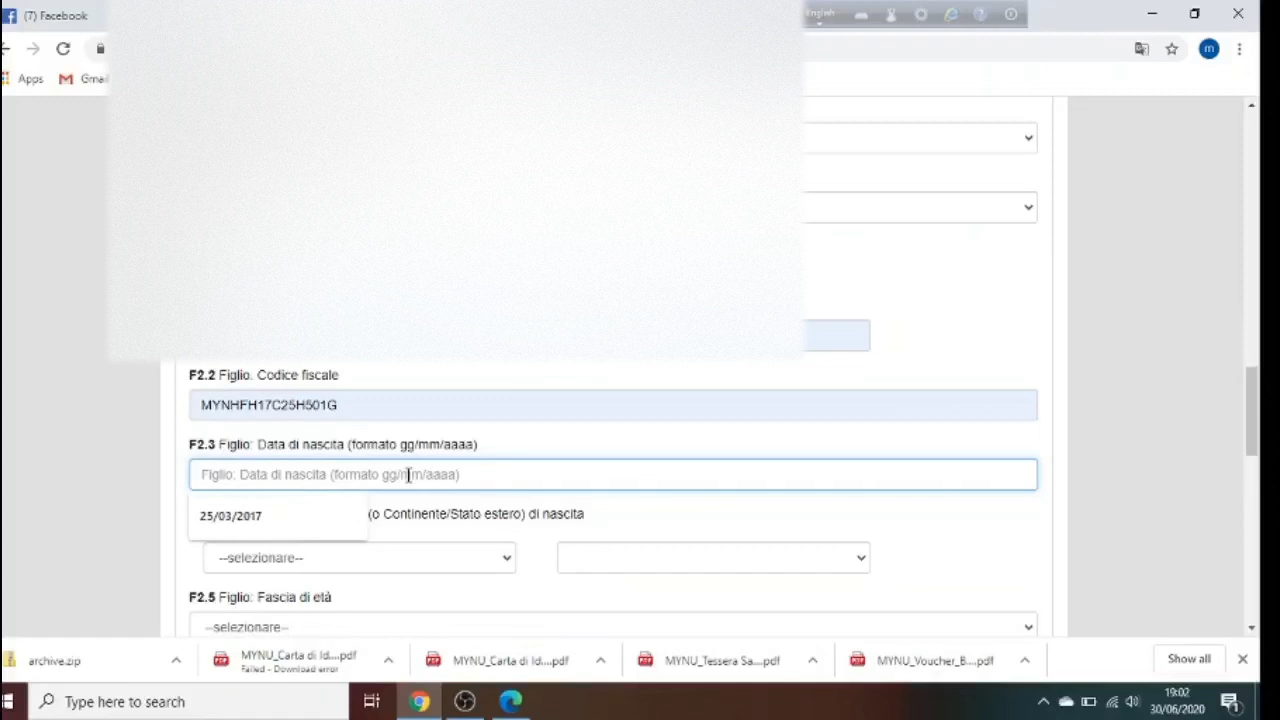 (7) Facebook
English
Apps
Gmai
F2.2 Figlio. Codice fiscale
MYNHFH17C25H501G
F2.3 Figlio: Data di nascita (formato gg/mm/aaaa)
Figlio: Data di nascita (formato gg/mm/aaaa)
25/03/2017
(o Continente/Stato estero) di nascita
--selezionare--
F2.5 Figlio: Fascia di età
--selezionare--
archive.zip
MYNU_Carta di Id....pdf
Failed - Download error
MYNU_Carta di Id....pdf
MYNU_Tessera Sa....pdf
MYNU_Voucher_B....pdf
Show all
Type here to search
19:02
30/06/2020